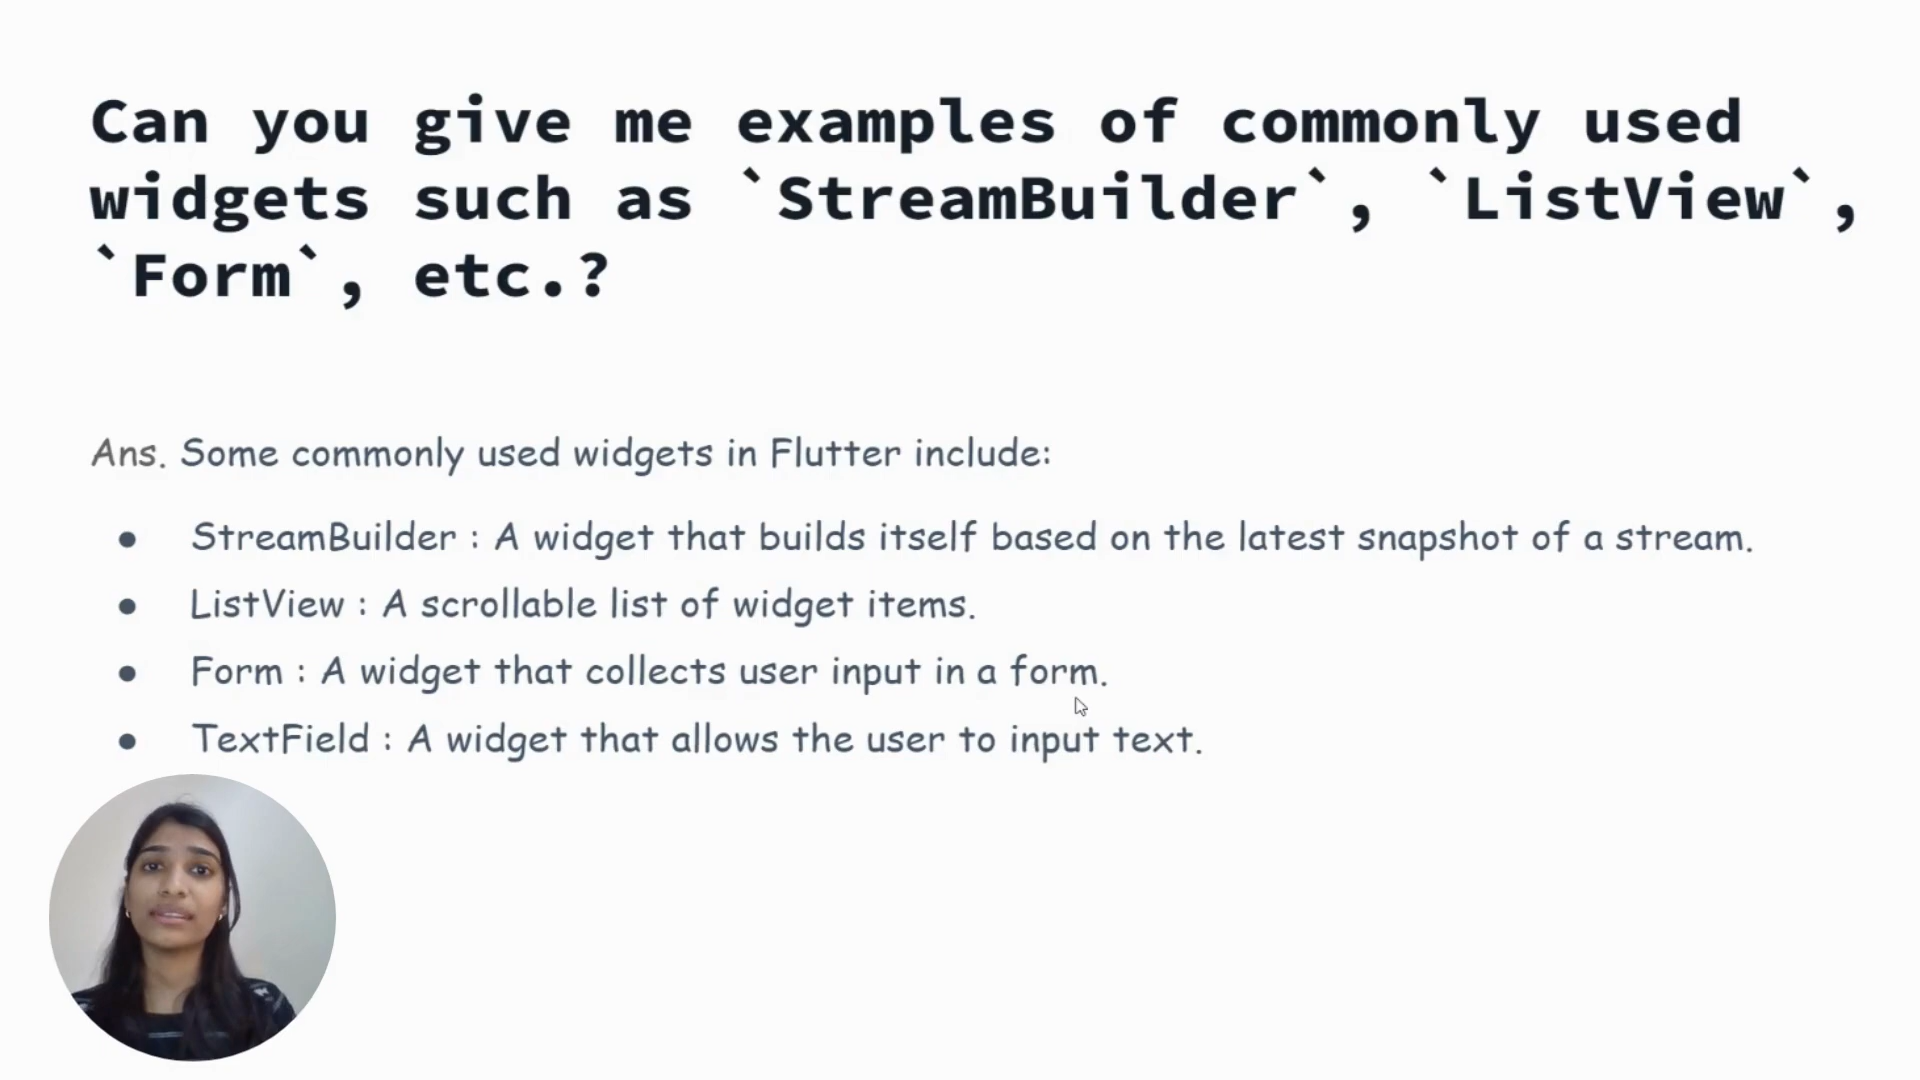 Can you give me examples of commonly used
widgets such as `StreamBuilder`, `ListView`,
`Form`, etc.?
Ans. Some commonly used widgets in Flutter include:
● StreamBuilder : A widget that builds itself based on the latest snapshot of a stream.
● ListView : A scrollable list of widget items.
● Form : A widget that collects user input in a form.
● TextField : A widget that allows the user to input text.